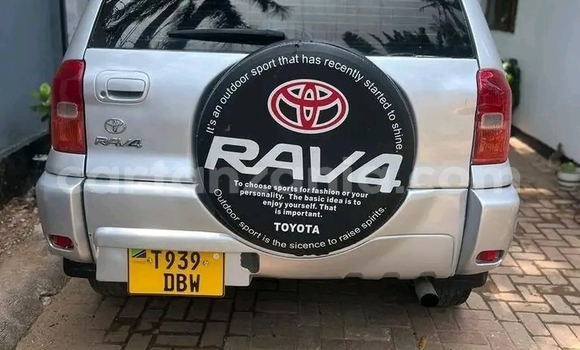 It's an outdoor sport that has recently started to shine.
RAV4
To choose sports for fashion or your
personality. The basic idea is to
enjoy yourself. That
is important.
TOYOTA
Outdoor sport is the sicence to raise spirits.
RAV4
T939
DBW